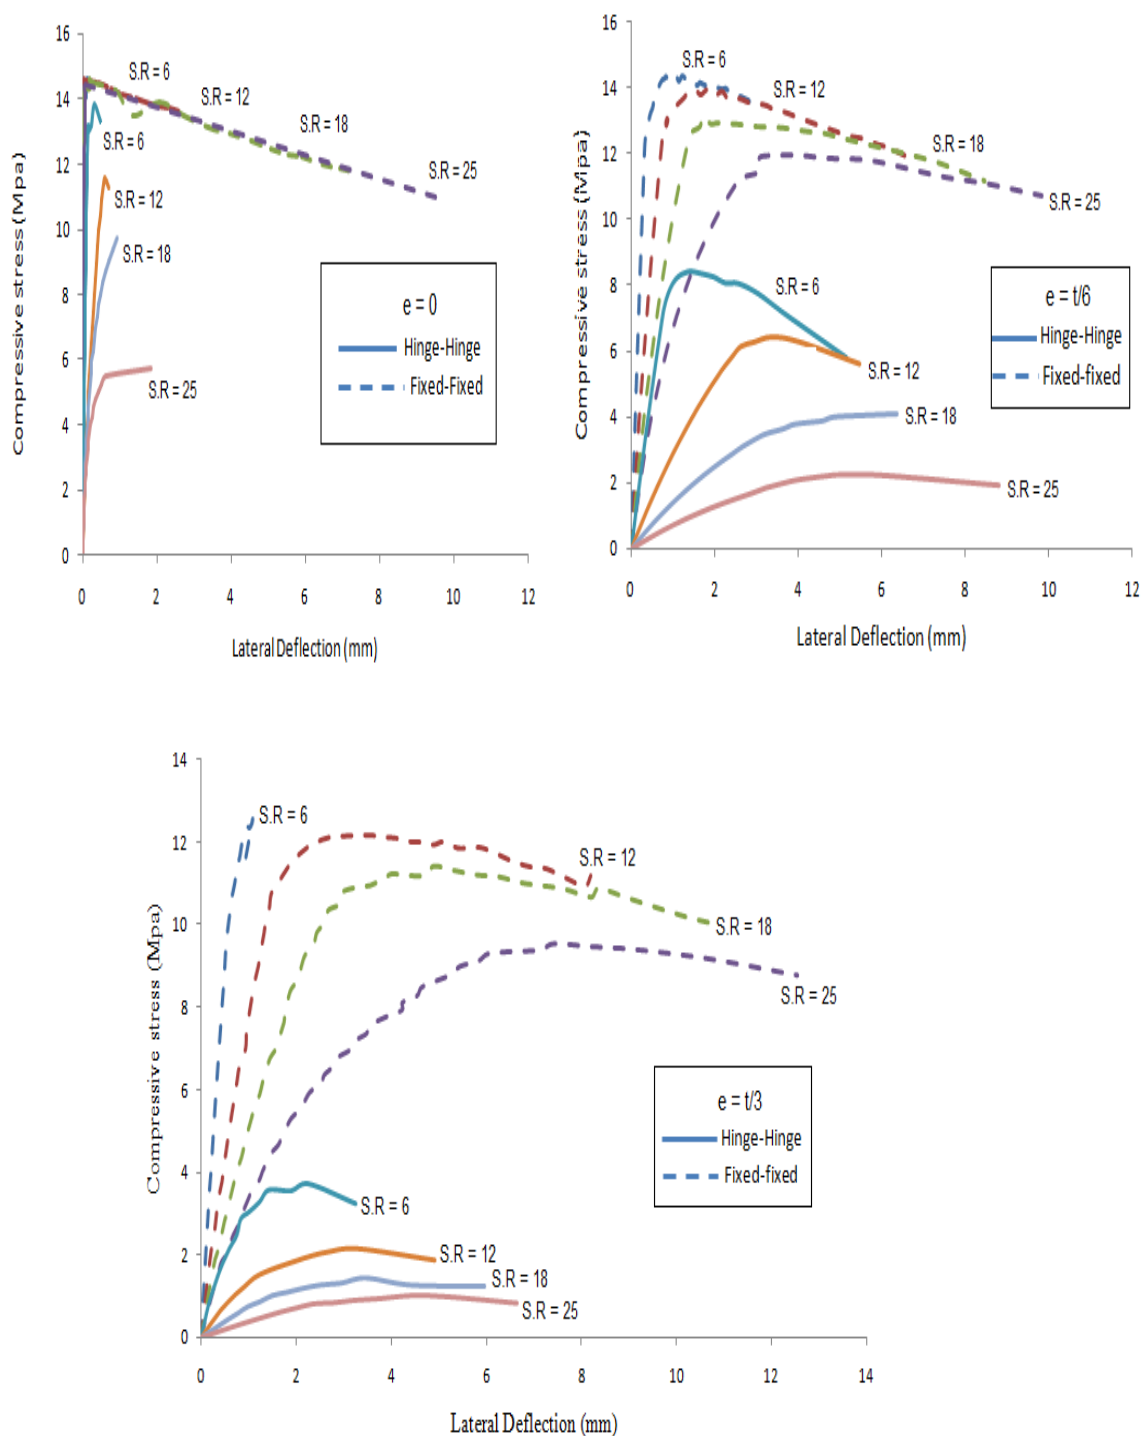 16
14
12
10
8
6
4
2
0
Compressive stress (Mpa)
S.R = 6
S.R = 12
S.R = 18
S.R = 25
S.R = 6
S.R = 12
S.R = 18
S.R = 25
e = 0
Hinge-Hinge
Fixed-Fixed
0 2 4 6 8 10 12
Lateral Deflection (mm)
16
14
12
10
8
6
4
2
0
Compressive stress (Mpa)
S.R = 6
S.R = 12
S.R = 18
S.R = 25
S.R = 6
S.R = 12
S.R = 18
S.R = 25
e = t/6
Hinge-Hinge
Fixed-fixed
0 2 4 6 8 10 12
Lateral Deflection (mm)
14
12
10
8
6
4
2
0
Compressive stress (Mpa)
S.R = 6
S.R = 12
S.R = 18
S.R = 25
S.R = 6
S.R = 12
S.R = 18
S.R = 25
e = t/3
Hinge-Hinge
Fixed-fixed
0 2 4 6 8 10 12 14
Lateral Deflection (mm)